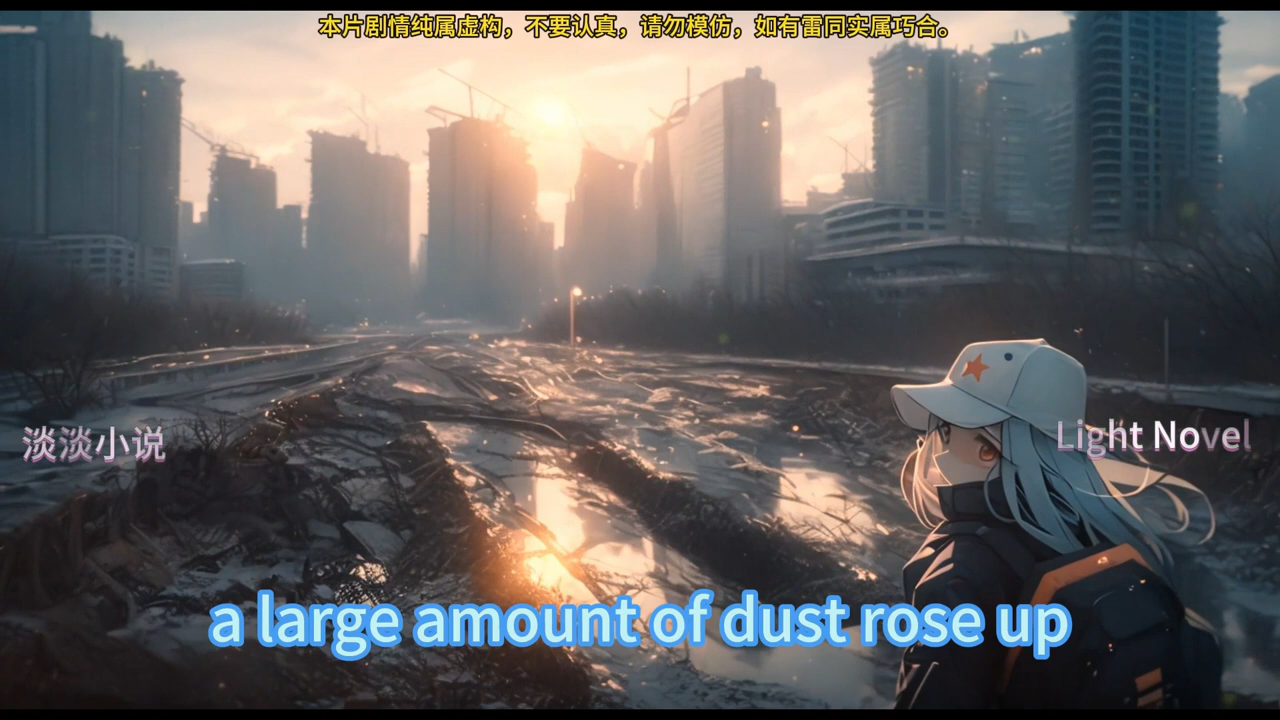 本片剧情纯属虚构，不要认真，请勿模仿，如有雷同实属巧合。
淡淡小说
Light Novel
a large amount of dust rose up